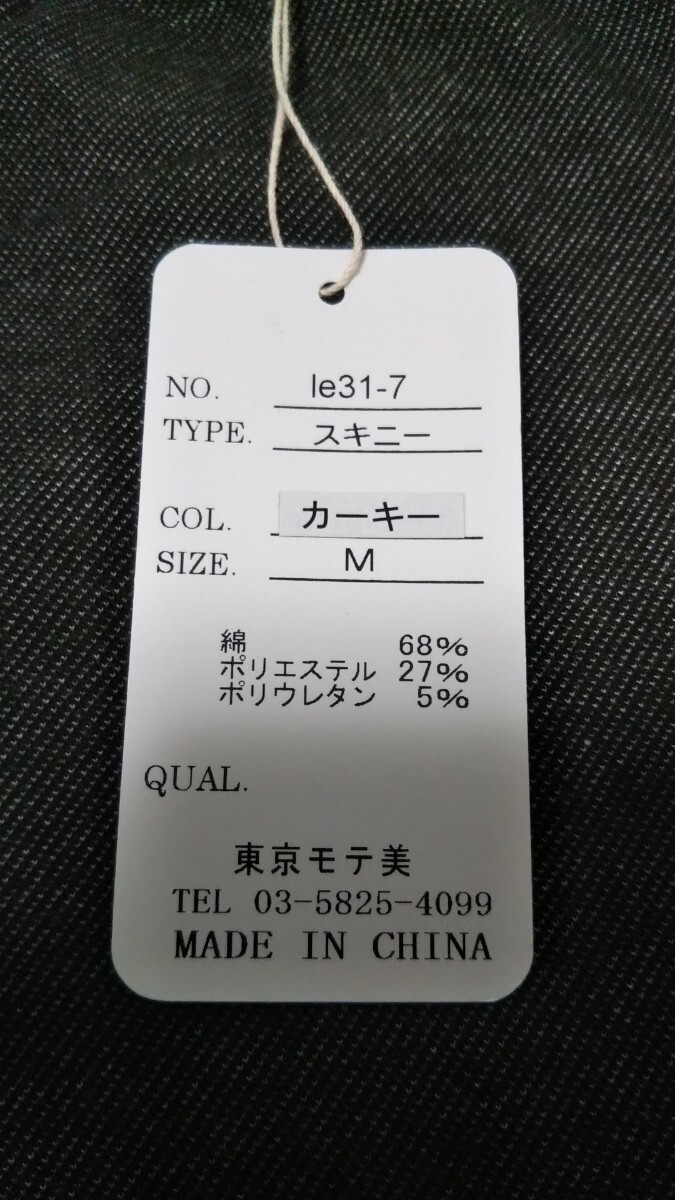 NO. le31-7
TYPE. スキニー
COL. カーキー
SIZE. M
綿 68%
ポリエステル 27%
ポリウレタン 5%
QUAL.
東京モテ美
TEL 03-5825-4099
MADE IN CHINA